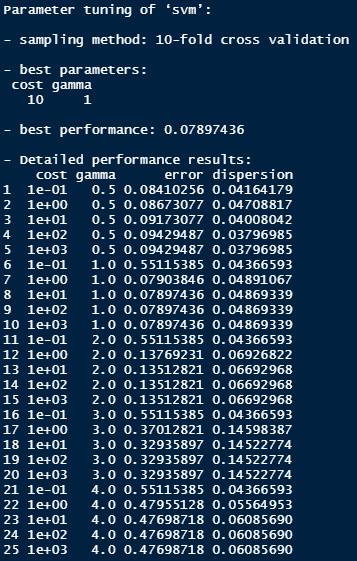 Parameter tuning of ‘svm’:
- sampling method: 10-fold cross validation
- best parameters:
cost gamma
10 1
- best performance: 0.07897436
- Detailed performance results:
cost gamma error dispersion
1 1e-01 0.5 0.08410256 0.04164179
2 1e+00 0.5 0.08673077 0.04708817
3 1e+01 0.5 0.09173077 0.04008042
4 1e+02 0.5 0.09429487 0.03796985
5 1e+03 0.5 0.09429487 0.03796985
6 1e-01 1.0 0.55115385 0.04366593
7 1e+00 1.0 0.07903846 0.04891067
8 1e+01 1.0 0.07897436 0.04869339
9 1e+02 1.0 0.07897436 0.04869339
10 1e+03 1.0 0.07897436 0.04869339
11 1e-01 2.0 0.55115385 0.04366593
12 1e+00 2.0 0.13769231 0.06926822
13 1e+01 2.0 0.13512821 0.06692968
14 1e+02 2.0 0.13512821 0.06692968
15 1e+03 2.0 0.13512821 0.06692968
16 1e-01 3.0 0.55115385 0.04366593
17 1e+00 3.0 0.37012821 0.14598387
18 1e+01 3.0 0.32935897 0.14522774
19 1e+02 3.0 0.32935897 0.14522774
20 1e+03 3.0 0.32935897 0.14522774
21 1e-01 4.0 0.55115385 0.04366593
22 1e+00 4.0 0.47955128 0.05564953
23 1e+01 4.0 0.47698718 0.06085690
24 1e+02 4.0 0.47698718 0.06085690
25 1e+03 4.0 0.47698718 0.06085690